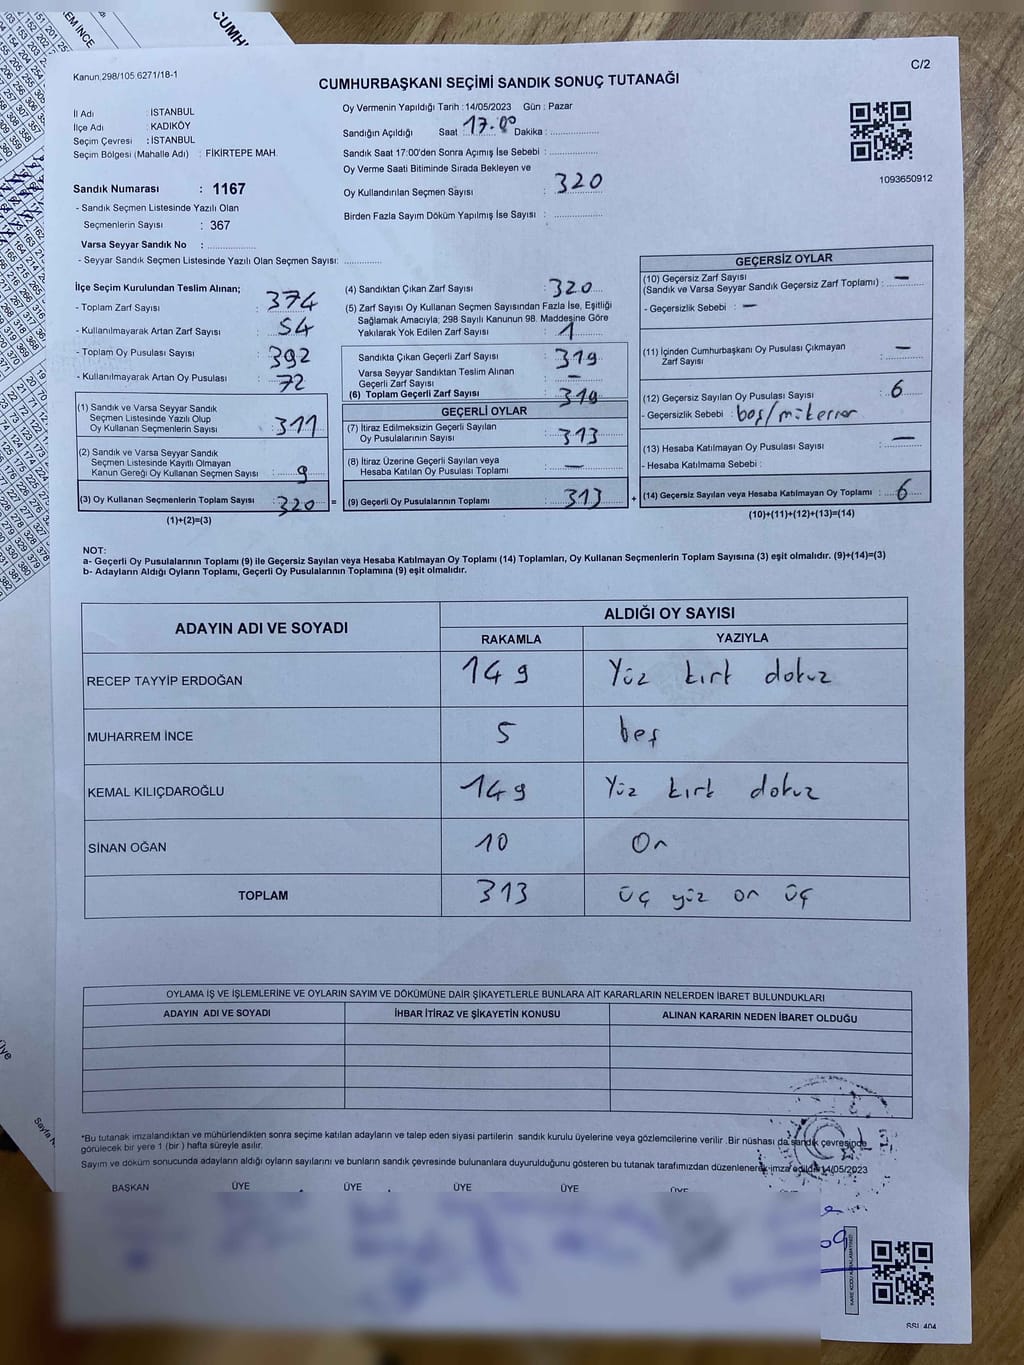 Kanun,298/105 6271/18-1
C/2
CUMHURBAŞKANI SEÇİMİ SANDIK SONUÇ TUTANAĞI
İl Adı : İSTANBUL
İlçe Adı : KADIKÖY
Seçim Çevresi : İSTANBUL
Seçim Bölgesi (Mahalle Adı) : FİKİRTEPE MAH.
Sandık Numarası : 1167
- Sandık Seçmen Listesinde Yazılı Olan
Seçmenlerin Sayısı : 367
Varsa Seyyar Sandık No : ..............
- Seyyar Sandık Seçmen Listesinde Yazılı Olan Seçmen Sayısı: ............
Oy Vermenin Yapıldığı Tarih :14/05/2023 Gün : Pazar
Sandığın Açıldığı Saat 17.00 Dakika : ..............
Sandık Saat 17:00'den Sonra Açımış İse Sebebi : ..............
Oy Verme Saati Bitiminde Sırada Bekleyen ve
Oy Kullandırılan Seçmen Sayısı : 320
Birden Fazla Sayım Döküm Yapılmış İse Sayısı : ..............
1093650912
İlçe Seçim Kurulundan Teslim Alınan;
- Toplam Zarf Sayısı : 374
- Kullanılmayarak Artan Zarf Sayısı : 54
- Toplam Oy Pusulası Sayısı : 392
- Kullanılmayarak Artan Oy Pusulası : 72
(1) Sandık ve Varsa Seyyar Sandık
Seçmen Listesinde Yazılı Olup
Oy Kullanan Seçmenlerin Sayısı : 311
(2) Sandık ve Varsa Seyyar Sandık
Seçmen Listesinde Kayıtlı Olmayan
Kanun Gereği Oy Kullanan Seçmen Sayısı : 9
(3) Oy Kullanan Seçmenlerin Toplam Sayısı : 320 =
(1)+(2)=(3)
(4) Sandıktan Çıkan Zarf Sayısı : 320
(5) Zarf Sayısı Oy Kullanan Seçmen Sayısından Fazla İse, Eşitliği
Sağlamak Amacıyla, 298 Sayılı Kanunun 98. Maddesine Göre
Yakılarak Yok Edilen Zarf Sayısı : 1
Sandıkta Çıkan Geçerli Zarf Sayısı : 319
Varsa Seyyar Sandıktan Teslim Alınan
Geçerli Zarf Sayısı : —
(6) Toplam Geçerli Zarf Sayısı : 319
GEÇERLİ OYLAR
(7) İtiraz Edilmeksizin Geçerli Sayılan
Oy Pusulalarının Sayısı : 313
(8) İtiraz Üzerine Geçerli Sayılan veya
Hesaba Katılan Oy Pusulası Toplamı : —
(9) Geçerli Oy Pusulalarının Toplamı : 313 +
GEÇERSİZ OYLAR
(10) Geçersiz Zarf Sayısı
(Sandık ve Varsa Seyyar Sandık Geçersiz Zarf Toplamı) : —
- Geçersizlik Sebebi : —
(11) İçinden Cumhurbaşkanı Oy Pusulası Çıkmayan
Zarf Sayısı : —
(12) Geçersiz Sayılan Oy Pusulası Sayısı : 6
- Geçersizlik Sebebi : boş/mükerrer
(13) Hesaba Katılmayan Oy Pusulası Sayısı : —
- Hesaba Katılmama Sebebi :
(14) Geçersiz Sayılan veya Hesaba Katılmayan Oy Toplamı : 6
(10)+(11)+(12)+(13)=(14)
NOT:
a- Geçerli Oy Pusulalarının Toplamı (9) ile Geçersiz Sayılan veya Hesaba Katılmayan Oy Toplamı (14) Toplamları, Oy Kullanan Seçmenlerin Toplam Sayısına (3) eşit olmalıdır. (9)+(14)=(3)
b- Adayların Aldığı Oyların Toplamı, Geçerli Oy Pusulalarının Toplamına (9) eşit olmalıdır.
ADAYIN ADI VE SOYADI
ALDIĞI OY SAYISI
RAKAMLA YAZIYLA
RECEP TAYYİP ERDOĞAN 149 Yüz kırk dokuz
MUHARREM İNCE 5 beş
KEMAL KILIÇDAROĞLU 149 Yüz kırk dokuz
SİNAN OĞAN 10 On
TOPLAM 313 üç yüz on üç
OYLAMA İŞ VE İŞLEMLERİNE VE OYLARIN SAYIM VE DÖKÜMÜNE DAİR ŞİKAYETLERLE BUNLARA AİT KARARLARIN NELERDEN İBARET BULUNDUKLARI
ADAYIN ADI VE SOYADI İHBAR İTİRAZ VE ŞİKAYETİN KONUSU ALINAN KARARIN NEDEN İBARET OLDUĞU
*Bu tutanak imzalandıktan ve mühürlendikten sonra seçime katılan adayların ve talep eden siyasi partilerin sandık kurulu üyelerine veya gözlemcilerine verilir .Bir nüshası da sandık çevresinde
görülecek bir yere 1 (bir ) hafta süreyle asılır.
Sayım ve döküm sonucunda adayların aldığı oyların sayılarını ve bunların sandık çevresinde bulunanlara duyurulduğunu gösteren bu tutanak tarafımızdan düzenlenerek imza edildi 14/05/2023
BAŞKAN ÜYE ÜYE ÜYE ÜYE ÜYE